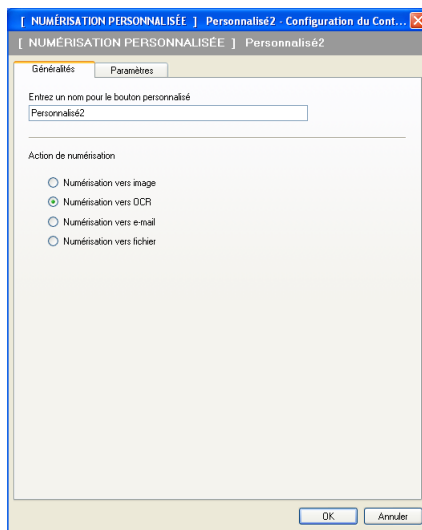 [ NUMÉRISATION PERSONNALISÉE ] Personnalisé2 - Configuration du Cont...
[ NUMÉRISATION PERSONNALISÉE ] Personnalisé2
Généralités Paramètres
Entrez un nom pour le bouton personnalisé
Personnalisé2
Action de numérisation
Numérisation vers image
Numérisation vers OCR
Numérisation vers e-mail
Numérisation vers fichier
OK Annuler